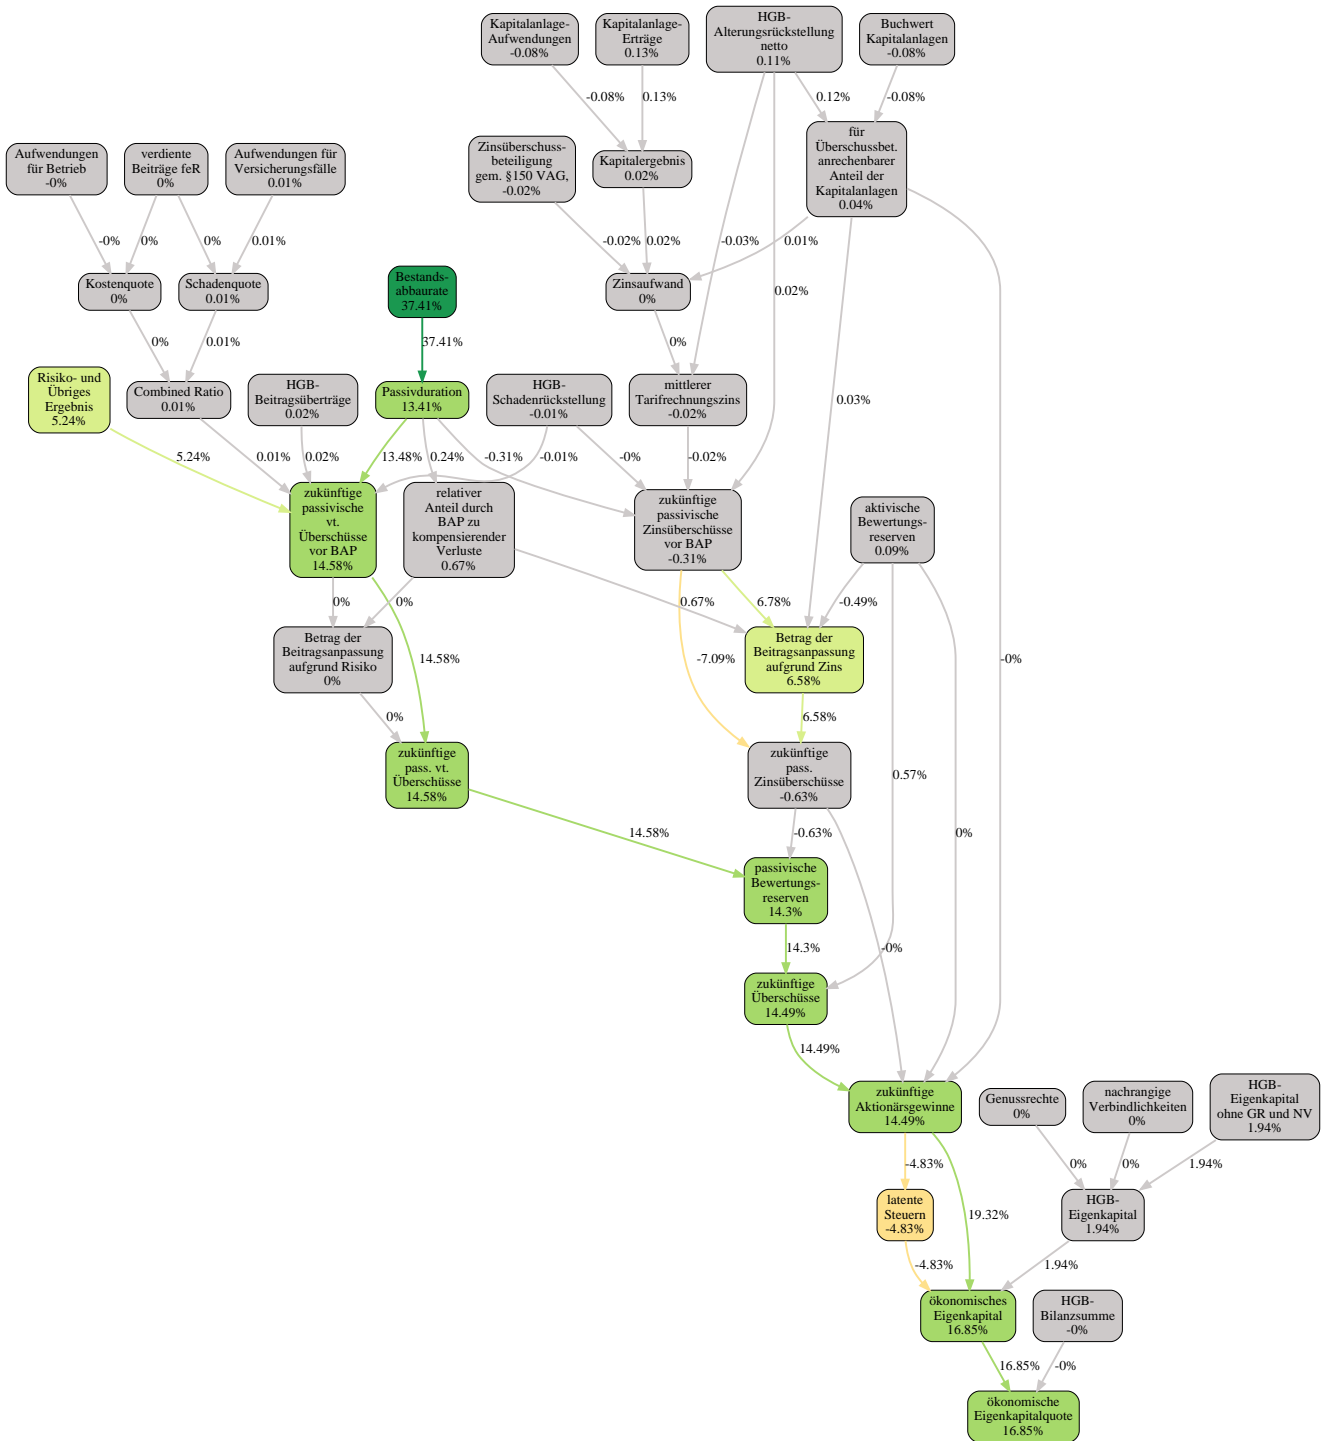 Kapitalanlage-
Aufwendungen
-0.08%
Kapitalanlage-
Erträge
0.13%
HGB-
Alterungsrückstellung
netto
0.11%
Buchwert
Kapitalanlagen
-0.08%
-0.08%
0.13%
0.12%
-0.08%
Aufwendungen
für Betrieb
-0%
verdiente
Beiträge feR
0%
Aufwendungen für
Versicherungsfälle
0.01%
Zinsüberschuss-
beteiligung
gem. §150 VAG,
-0.02%
Kapitalergebnis
0.02%
für
Überschussbet.
anrechenbarer
Anteil der
Kapitalanlagen
0.04%
-0%
0%
0%
0.01%
-0.02%
0.02%
-0.03%
0.01%
Kostenquote
0%
Schadenquote
0.01%
Bestands-
abbaurate
37.41%
Zinsaufwand
0%
0.02%
0%
0.01%
37.41%
0%
Risiko- und
Übriges
Ergebnis
5.24%
Combined Ratio
0.01%
HGB-
Beitragsüberträge
0.02%
Passivduration
13.41%
HGB-
Schadenrückstellung
-0.01%
mittlerer
Tarifrechnungszins
-0.02%
0.03%
5.24%
0.01%
0.02%
13.48%
0.24%
-0.31%
-0.01%
-0%
-0.02%
zukünftige
passivische
vt.
Überschüsse
vor BAP
14.58%
relativer
Anteil durch
BAP zu
kompensierender
Verluste
0.67%
zukünftige
passivische
Zinsüberschüsse
vor BAP
-0.31%
aktivische
Bewertungs-
reserven
0.09%
0%
0%
0.67%
6.78%
-0.49%
Betrag der
Beitragsanpassung
aufgrund Risiko
0%
14.58%
-7.09%
Betrag der
Beitragsanpassung
aufgrund Zins
6.58%
-0%
0%
6.58%
zukünftige
pass. vt.
Überschüsse
14.58%
zukünftige
pass.
Zinsüberschüsse
-0.63%
0.57%
14.58%
-0.63%
0%
passivische
Bewertungs-
reserven
14.3%
14.3%
-0%
zukünftige
Überschüsse
14.49%
14.49%
zukünftige
Aktionärsgewinne
14.49%
Genussrechte
0%
nachrangige
Verbindlichkeiten
0%
HGB-
Eigenkapital
ohne GR und NV
1.94%
-4.83%
0%
0%
1.94%
latente
Steuern
-4.83%
19.32%
HGB-
Eigenkapital
1.94%
-4.83%
1.94%
ökonomisches
Eigenkapital
16.85%
HGB-
Bilanzsumme
-0%
16.85%
-0%
ökonomische
Eigenkapitalquote
16.85%